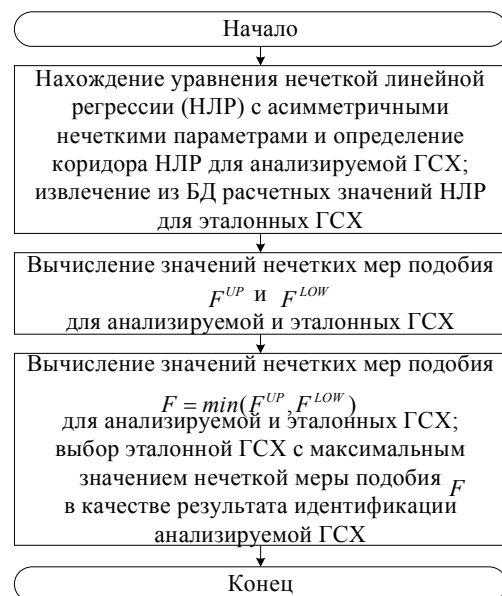 Начало
Нахождение уравнения нечеткой линейной
регрессии (НЛР) с асимметричными
нечеткими параметрами и определение
коридора НЛР для анализируемой ГСХ;
извлечение из БД расчетных значений НЛР
для эталонных ГСХ
Вычисление значений нечетких мер подобия
F^{UP} и F^{LOW}
для анализируемой и эталонных ГСХ
Вычисление значений нечетких мер подобия
F = min(F^{UP}, F^{LOW})
для анализируемой и эталонных ГСХ;
выбор эталонной ГСХ с максимальным
значением нечеткой меры подобия F
в качестве результата идентификации
анализируемой ГСХ
Конец